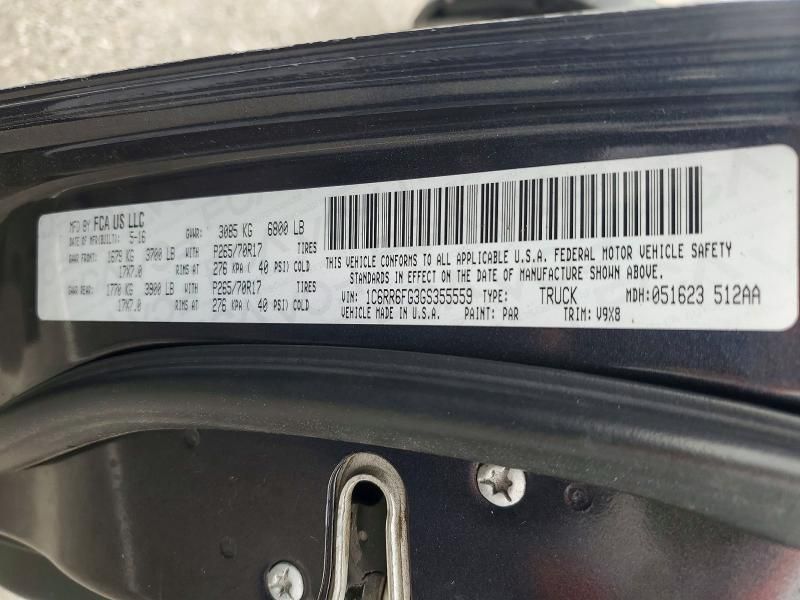 MFD BY FCA US LLC
DATE OF MFR(BUILT): 5-16 GVWR: 3085 KG 6800 LB
GAWR FRONT: 1679 KG 3700 LB WITH P265/70R17 TIRES
17X7.0 RIMS AT 276 KPA ( 40 PSI) COLD
GAWR REAR: 1770 KG 3900 LB WITH P265/70R17 TIRES
17X7.0 RIMS AT 276 KPA ( 40 PSI) COLD
THIS VEHICLE CONFORMS TO ALL APPLICABLE U.S.A. FEDERAL MOTOR VEHICLE SAFETY
STANDARDS IN EFFECT ON THE DATE OF MANUFACTURE SHOWN ABOVE.
VIN: 1C6RR6FG3GS355559 TYPE: TRUCK MDH:051623 512AA
VEHICLE MADE IN U.S.A. PAINT: PAR TRIM: V9X8